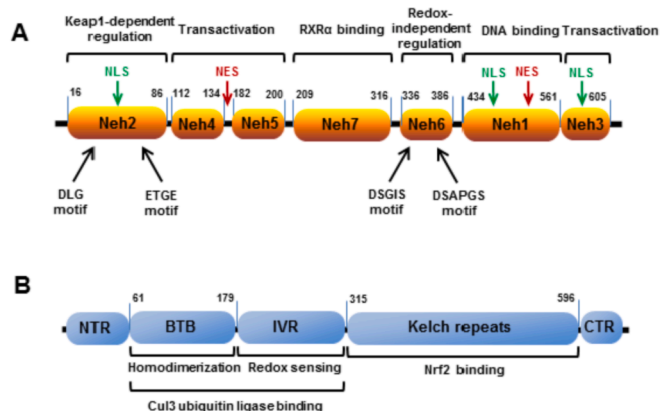 A
Keap1-dependent regulation
Transactivation
RXRα binding
Redox-independent regulation
DNA binding
Transactivation
NLS
NES
NLS
NES
NLS
16
86
112
134
182
200
209
316
336
386
434
561
605
Neh2
Neh4
Neh5
Neh7
Neh6
Neh1
Neh3
DLG motif
ETGE motif
DSGIS motif
DSAPGS motif
B
61
179
315
596
NTR
BTB
IVR
Kelch repeats
CTR
Homodimerization
Redox sensing
Nrf2 binding
Cul3 ubiquitin ligase binding